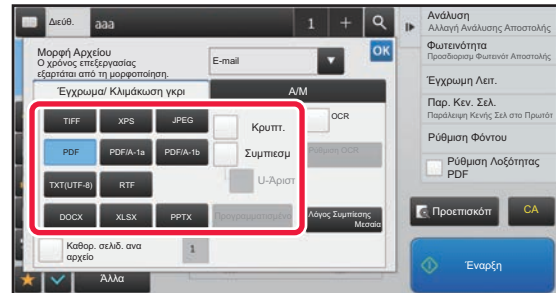 Διεύθ.
aaa
1
+
Μορφή Αρχείου
Ο χρόνος επεξεργασίας
εξαρτάται από τη μορφοποίηση.
E-mail
OK
Έγχρωμα/ Κλιμάκωση γκρι
Α/Μ
TIFF
XPS
JPEG
Κρυπτ.
OCR
PDF
PDF/A-1a
PDF/A-1b
Συμπιεσμ
Ρύθμιση OCR
TXT(UTF-8)
RTF
U-Άριστ
DOCX
XLSX
PPTX
Προγραμματισμένο
Λόγος Συμπίεσης
Μεσαία
Καθορ. σελιδ. ανα
αρχείο
1
Άλλα
Ανάλυση
Αλλαγή Ανάλυσης Αποστολής
Φωτεινότητα
Προσδιορισμ Φωτεινότ Αποστολής
Έγχρωμη Λειτ.
Παρ. Κεν. Σελ.
Παράλειψη Κενής Σελ στο Πρωτότ
Ρύθμιση Φόντου
Ρύθμιση Λοξότητας
PDF
Προεπισκόπ
CA
Έναρξη